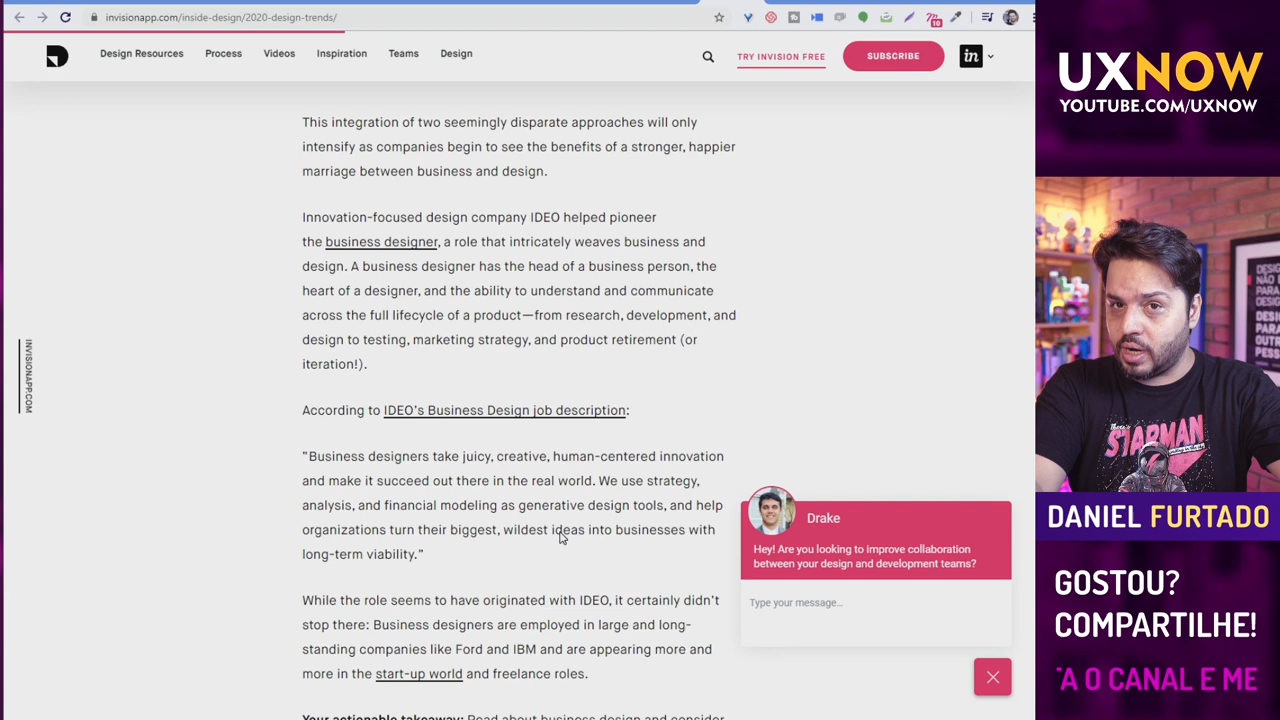 invisionapp.com/inside-design/2020-design-trends/
10
Design Resources Process Videos Inspiration Teams Design
TRY INVISION FREE
SUBSCRIBE
in
This integration of two seemingly disparate approaches will only
intensify as companies begin to see the benefits of a stronger, happier
marriage between business and design.
Innovation-focused design company IDEO helped pioneer
the business designer, a role that intricately weaves business and
design. A business designer has the head of a business person, the
heart of a designer, and the ability to understand and communicate
across the full lifecycle of a product—from research, development, and
design to testing, marketing strategy, and product retirement (or
iteration!).
According to IDEO's Business Design job description:
"Business designers take juicy, creative, human-centered innovation
and make it succeed out there in the real world. We use strategy,
analysis, and financial modeling as generative design tools, and help
organizations turn their biggest, wildest ideas into businesses with
long-term viability."
While the role seems to have originated with IDEO, it certainly didn't
stop there: Business designers are employed in large and long-
standing companies like Ford and IBM and are appearing more and
more in the start-up world and freelance roles.
Your actionable takeaway: Read about business design and consider
INVISIONAPP.COM
Drake
Hey! Are you looking to improve collaboration
between your design and development teams?
Type your message…
UXNOW
YOUTUBE.COM/UXNOW
STARMAN
DANIEL FURTADO
GOSTOU?
COMPARTILHE!
A O CANAL E ME